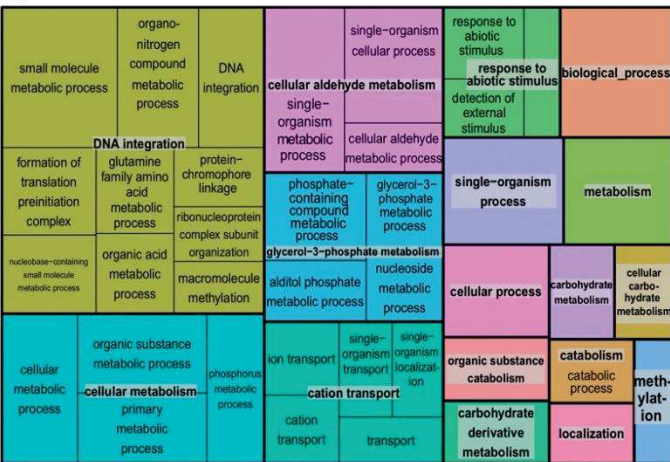 small molecule
metabolic process
organo-
nitrogen
compound
metabolic
process
DNA
integration
DNA integration
formation of
translation
preinitiation
complex
glutamine
family amino
acid
metabolic
process
protein-
chromophore
linkage
ribonucleoprotein
complex subunit
organization
nucleobase-containing
small molecule
metabolic process
organic acid
metabolic
process
macromolecule
methylation
cellular
metabolic
process
organic substance
metabolic process
cellular metabolism
primary
metabolic
process
phosphorus
metabolic
process
single-organism
cellular process
cellular aldehyde metabolism
single-
organism
metabolic
process
cellular aldehyde
metabolic process
phosphate-
containing
compound
metabolic
process
glycerol-3-
phosphate
metabolic
process
glycerol-3-phosphate metabolism
alditol phosphate
metabolic process
nucleoside
metabolic
process
ion transport
single-
organism
transport
single-
organism
localizat-
ion
cation transport
cation
transport
transport
response to
abiotic
stimulus
response to
abiotic stimulus
detection of
external
stimulus
biological_process
single-organism
process
metabolism
cellular process
carbohydrate
metabolism
cellular
carbo-
hydrate
metabolism
organic substance
catabolism
catabolism
catabolic
process
meth-
ylat-
ion
carbohydrate
derivative
metabolism
localization